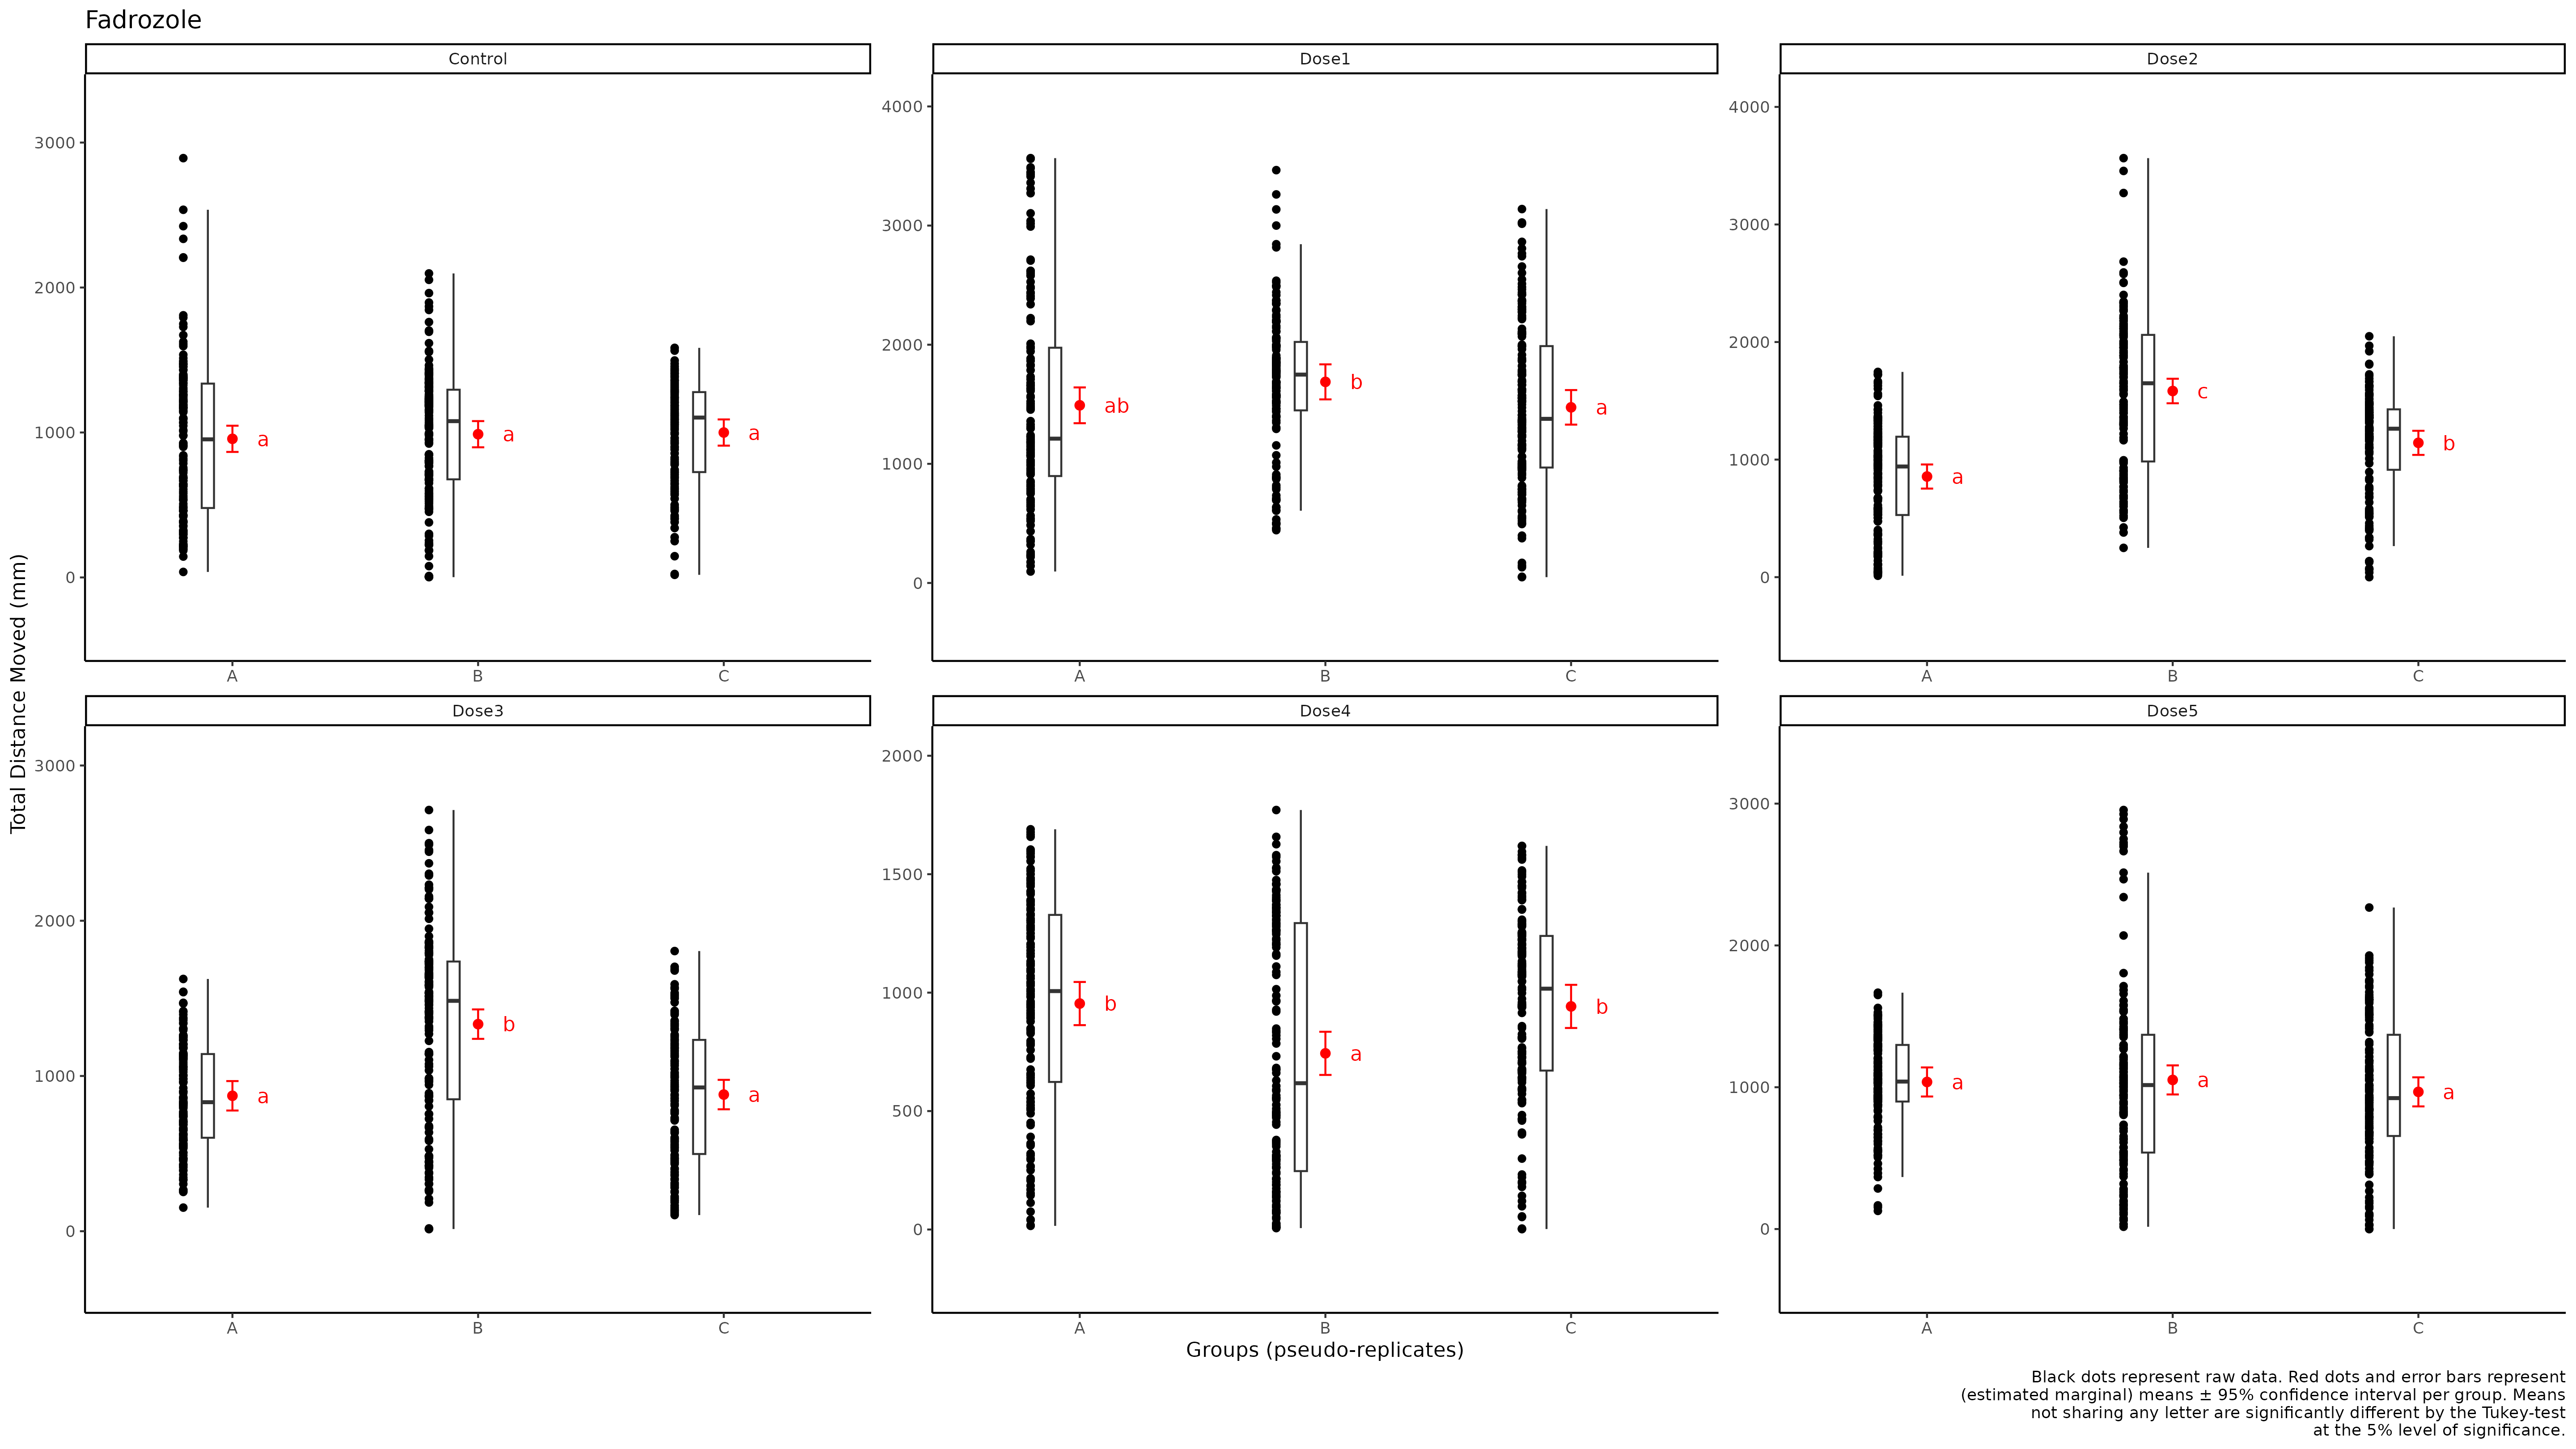 Fadrozole
Control
Dose1
Dose2
3000
2000
1000
0
a
a
a
A
B
C
4000
3000
2000
1000
0
ab
b
a
A
B
C
4000
3000
2000
1000
0
a
c
b
A
B
C
Total Distance Moved (mm)
Dose3
Dose4
Dose5
3000
2000
1000
0
a
b
a
A
B
C
2000
1500
1000
500
0
b
a
b
A
B
C
3000
2000
1000
0
a
a
a
A
B
C
Groups (pseudo-replicates)
Black dots represent raw data. Red dots and error bars represent
(estimated marginal) means ± 95% confidence interval per group. Means
not sharing any letter are significantly different by the Tukey-test
at the 5% level of significance.